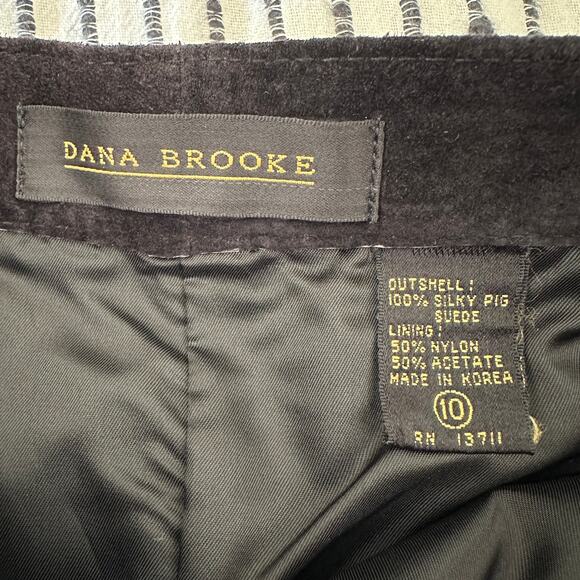 DANA BROOKE
OUTSHELL:
100% SILKY PIG
SUEDE
LINING:
50% NYLON
50% ACETATE
MADE IN KOREA
10
RN 13711